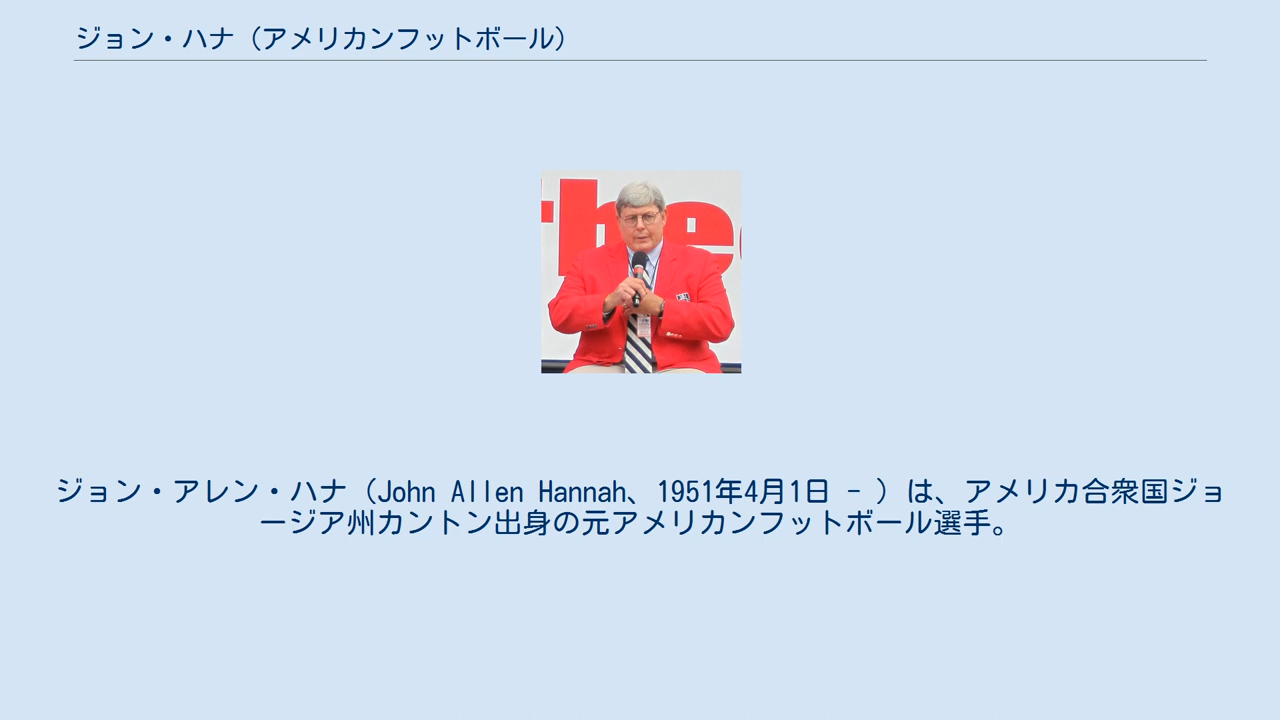 ジョン・ハナ（アメリカンフットボール）
rbe
ジョン・アレン・ハナ（John Allen Hannah、1951年4月1日 - ）は、アメリカ合衆国ジョ
ージア州カントン出身の元アメリカンフットボール選手。